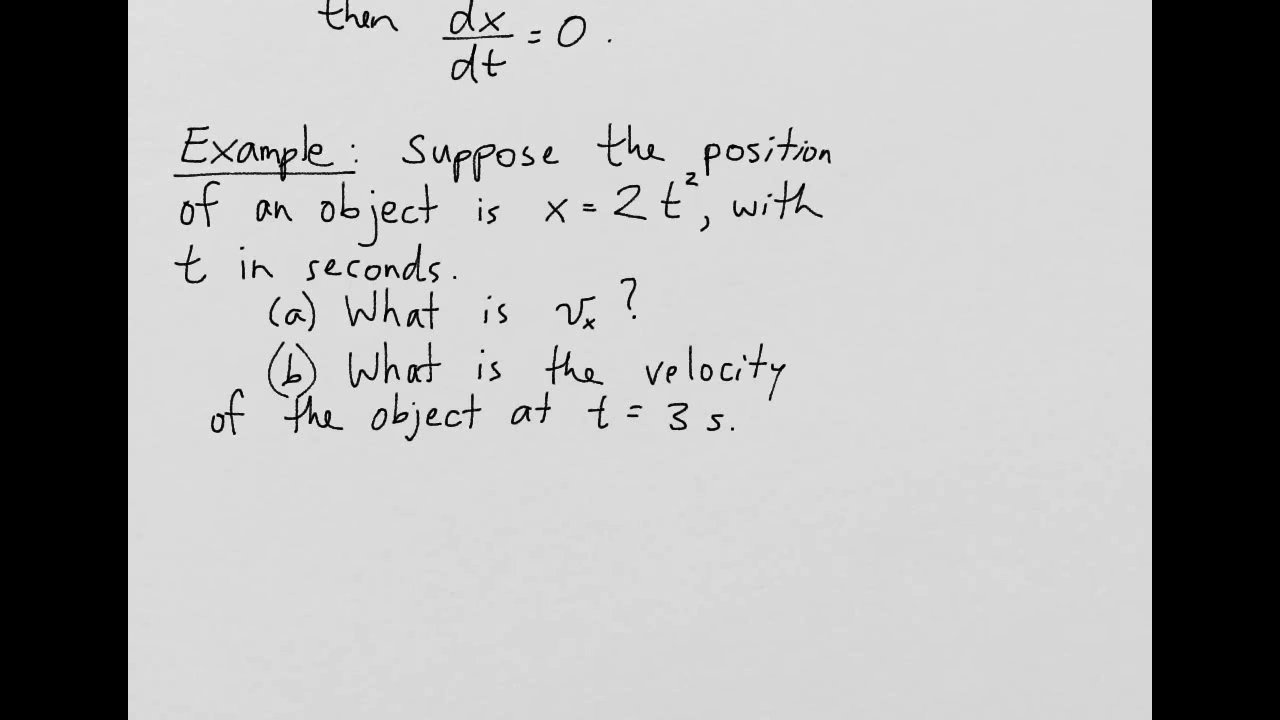 then dx/dt = 0.
Example: Suppose the position
of an object is x = 2t², with
t in seconds.
(a) What is vₓ?
(b) What is the velocity
of the object at t = 3 s.